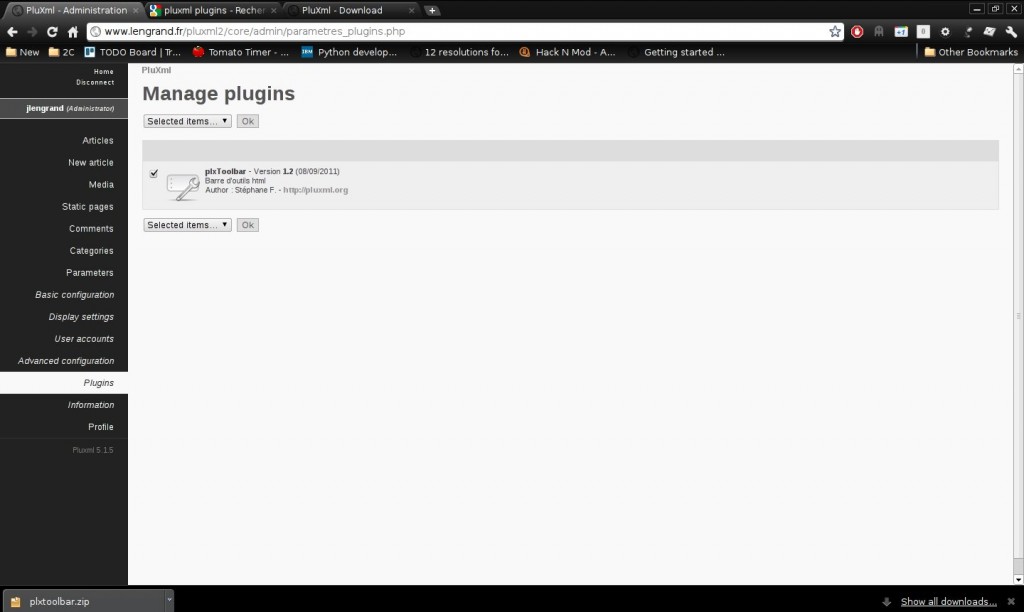 PluXml - Administration
pluxml plugins - Recher
PluXml - Download
www.lengrand.fr/pluxml2/core/admin/parametres_plugins.php
New
2C
TODO Board | Tr...
Tomato Timer - ...
Python develop...
12 resolutions fo...
Hack N Mod - A...
Getting started ...
Other Bookmarks
Home
Disconnect
jlengrand (Administrator)
Articles
New article
Media
Static pages
Comments
Categories
Parameters
Basic configuration
Display settings
User accounts
Advanced configuration
Plugins
Information
Profile
Pluxml 5.1.5
PluXml
Manage plugins
Selected items... Ok
plxToolbar - Version 1.2 (08/09/2011)
Barre d'outils html
Author : Stéphane F. - http://pluxml.org
Selected items... Ok
plxtoolbar.zip
Show all downloads...